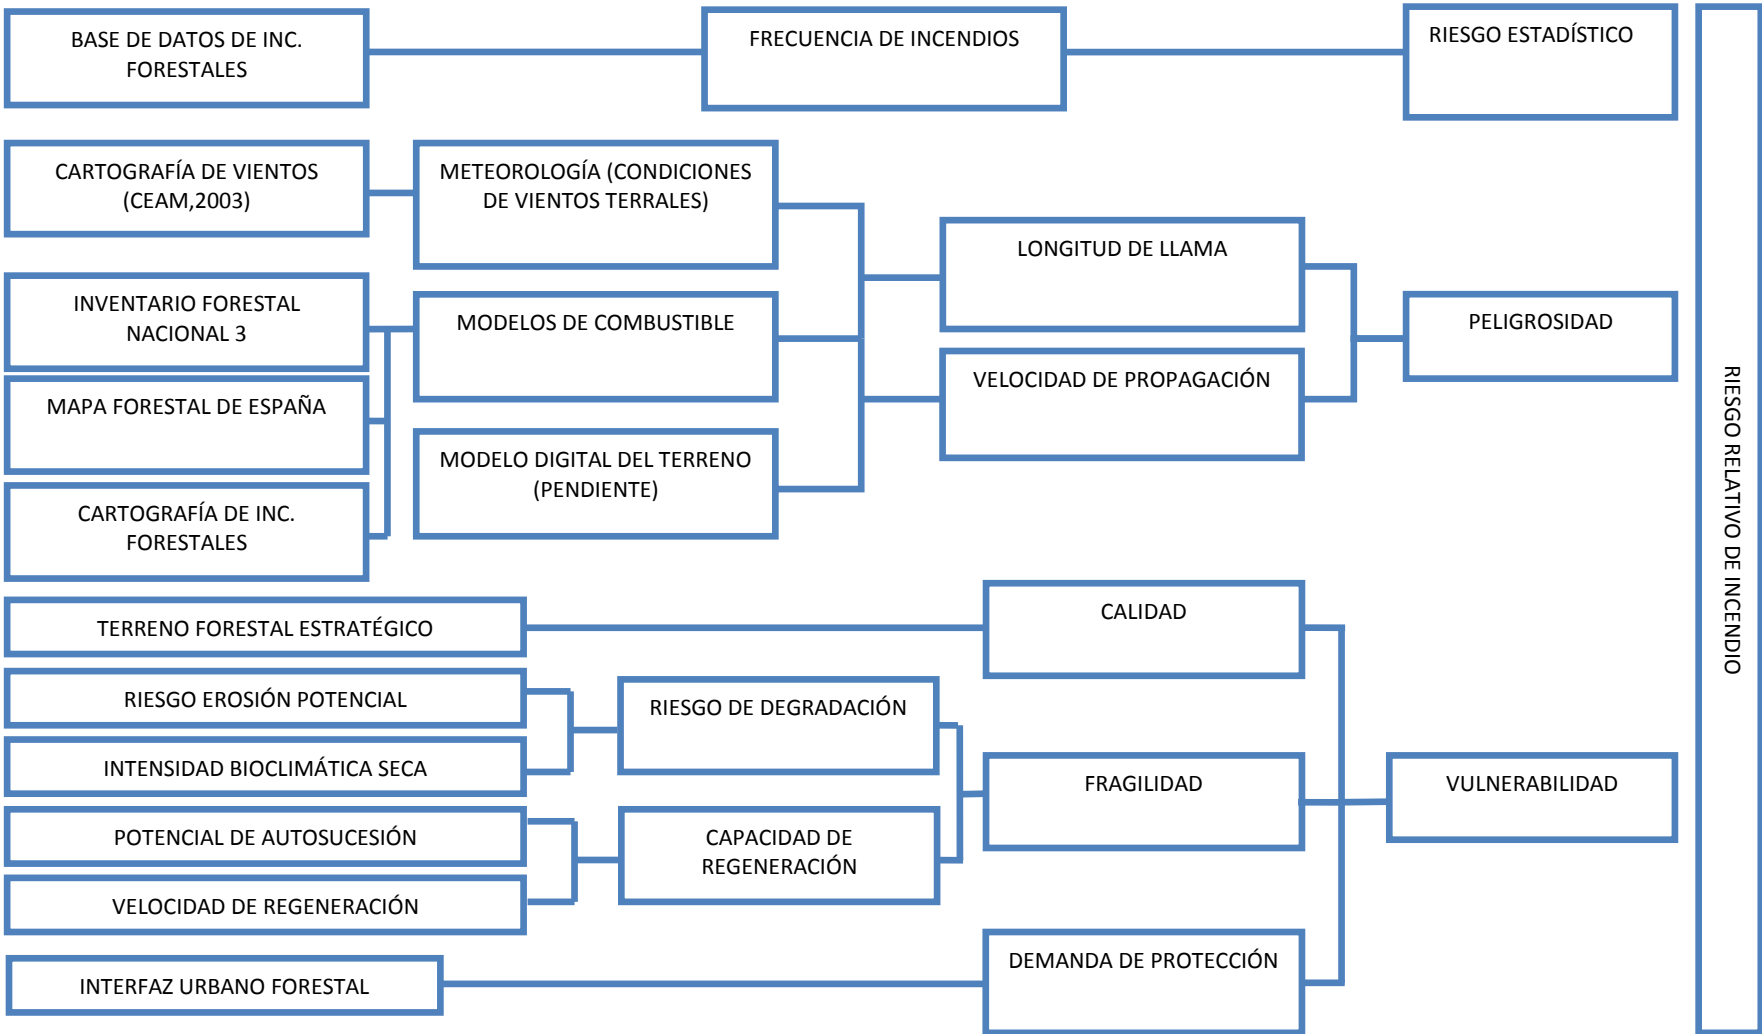 BASE DE DATOS DE INC.
FORESTALES
FRECUENCIA DE INCENDIOS
RIESGO ESTADÍSTICO
CARTOGRAFÍA DE VIENTOS
(CEAM,2003)
METEOROLOGÍA (CONDICIONES
DE VIENTOS TERRALES)
LONGITUD DE LLAMA
INVENTARIO FORESTAL
NACIONAL 3
MODELOS DE COMBUSTIBLE
PELIGROSIDAD
MAPA FORESTAL DE ESPAÑA
VELOCIDAD DE PROPAGACIÓN
MODELO DIGITAL DEL TERRENO
(PENDIENTE)
CARTOGRAFÍA DE INC.
FORESTALES
RIESGO RELATIVO DE INCENDIO
TERRENO FORESTAL ESTRATÉGICO
CALIDAD
RIESGO EROSIÓN POTENCIAL
RIESGO DE DEGRADACIÓN
INTENSIDAD BIOCLIMÁTICA SECA
FRAGILIDAD
VULNERABILIDAD
POTENCIAL DE AUTOSUCESIÓN
CAPACIDAD DE
REGENERACIÓN
VELOCIDAD DE REGENERACIÓN
DEMANDA DE PROTECCIÓN
INTERFAZ URBANO FORESTAL